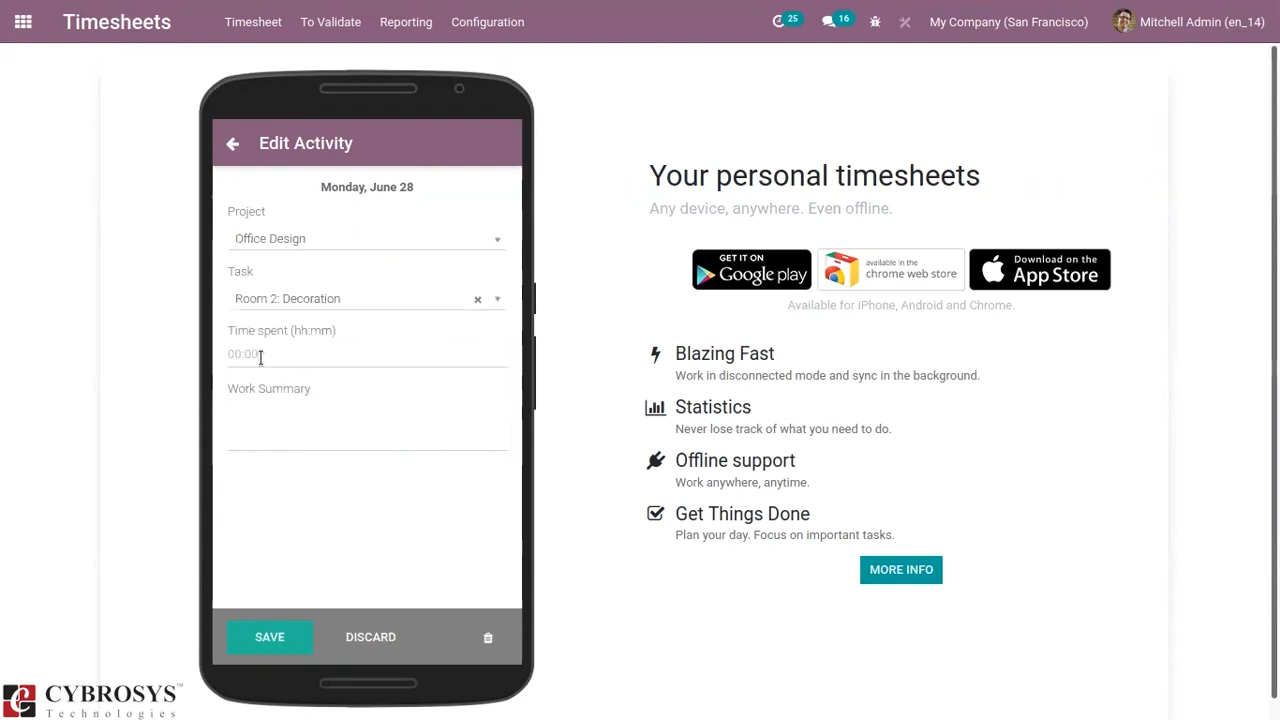 Timesheets Timesheet To Validate Reporting Configuration 25 16 My Company (San Francisco) Mitchell Admin (en_14)
Edit Activity
Monday, June 28
Project
Office Design
Task
Room 2: Decoration
Time spent (hh:mm)
00:00
Work Summary
SAVE DISCARD
Your personal timesheets
Any device, anywhere. Even offline.
GET IT ON
Google play
available in the
chrome web store
Download on the
App Store
Available for iPhone, Android and Chrome.
Blazing Fast
Work in disconnected mode and sync in the background.
Statistics
Never lose track of what you need to do.
Offline support
Work anywhere, anytime.
Get Things Done
Plan your day. Focus on important tasks.
MORE INFO
CYBROSYS™
Technologies